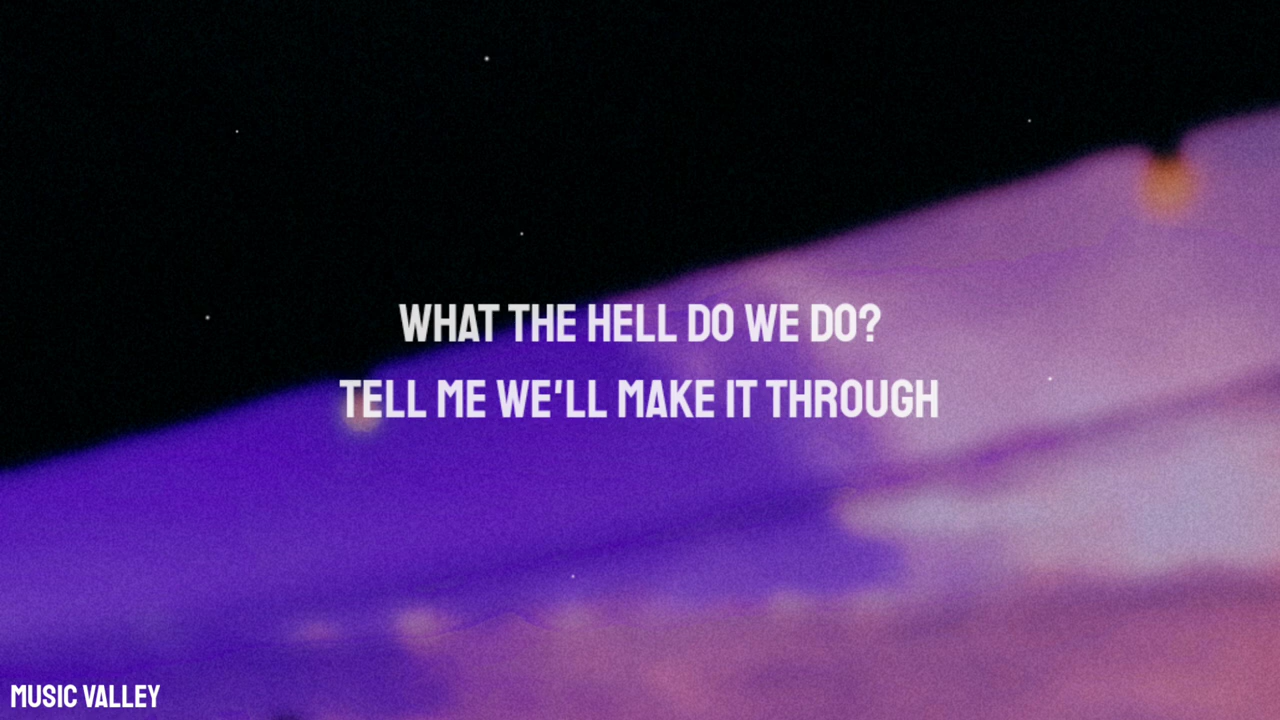 WHAT THE HELL DO WE DO?
TELL ME WE'LL MAKE IT THROUGH
MUSIC VALLEY